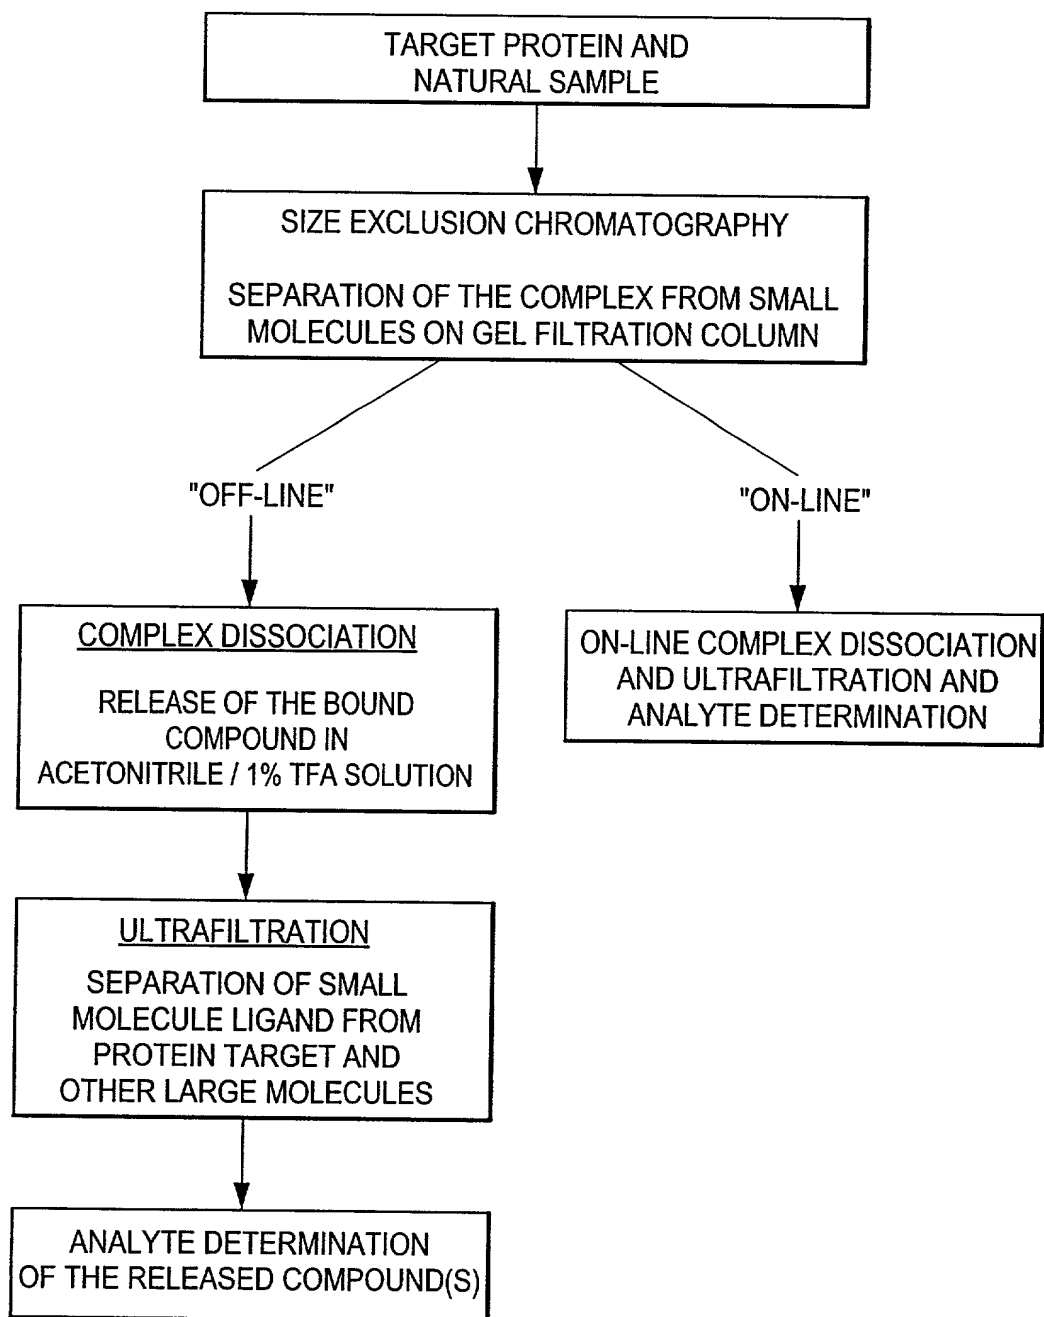 TARGET PROTEIN AND
NATURAL SAMPLE
SIZE EXCLUSION CHROMATOGRAPHY
SEPARATION OF THE COMPLEX FROM SMALL
MOLECULES ON GEL FILTRATION COLUMN
"OFF-LINE"
"ON-LINE"
COMPLEX DISSOCIATION
RELEASE OF THE BOUND
COMPOUND IN
ACETONITRILE / 1% TFA SOLUTION
ON-LINE COMPLEX DISSOCIATION
AND ULTRAFILTRATION AND
ANALYTE DETERMINATION
ULTRAFILTRATION
SEPARATION OF SMALL
MOLECULE LIGAND FROM
PROTEIN TARGET AND
OTHER LARGE MOLECULES
ANALYTE DETERMINATION
OF THE RELEASED COMPOUND(S)